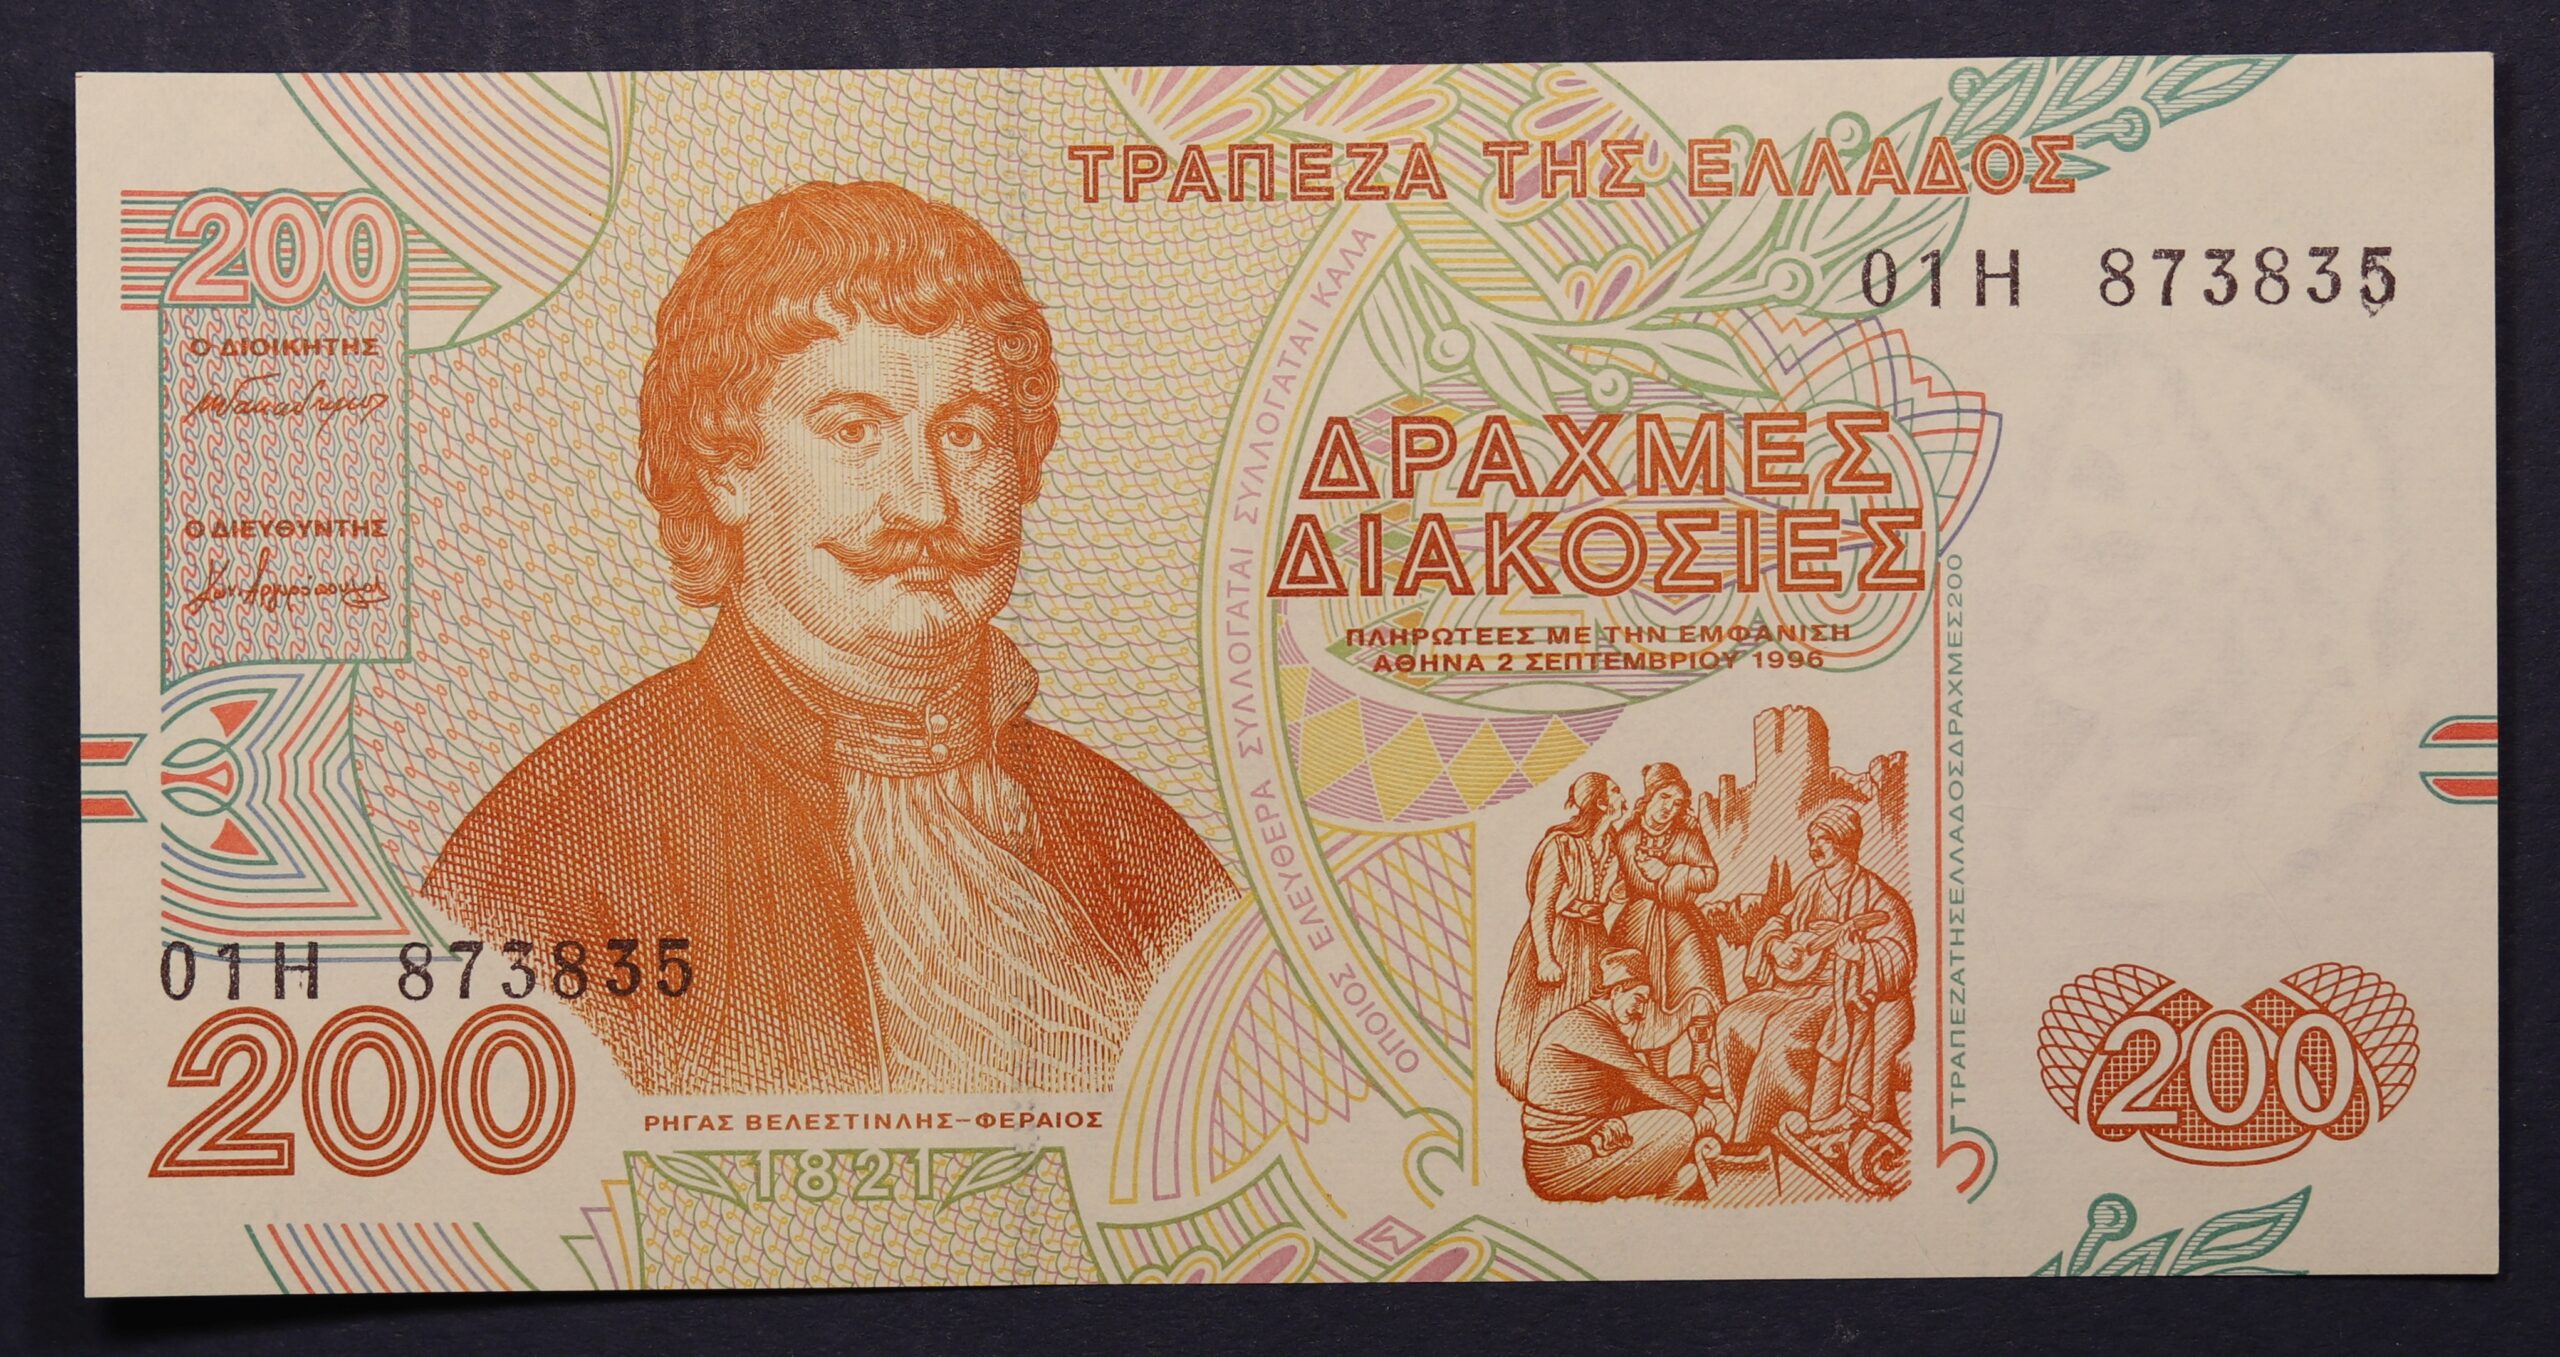 ΤΡΑΠΕΖΑ ΤΗΣ ΕΛΛΑΔΟΣ
200
01Η 873835
Ο ΔΙΟΙΚΗΤΗΣ
Ο ΔΙΕΥΘΥΝΤΗΣ
ΟΠΟΙΟΣ ΕΛΕΥΘΕΡΑ ΣΥΛΛΟΓΑΤΑΙ ΣΥΛΛΟΓΑΤΑΙ ΚΑΛΑ
ΔΡΑΧΜΕΣ
ΔΙΑΚΟΣΙΕΣ
200
ΠΛΗΡΩΤΕΕΣ ΜΕ ΤΗΝ ΕΜΦΑΝΙΣΗ
ΑΘΗΝΑ 2 ΣΕΠΤΕΜΒΡΙΟΥ 1996
ΤΡΑΠΕΖΑΤΗΣΕΛΛΑΔΟΣΔΡΑΧΜΕΣ200
01Η 873835
200
ΡΗΓΑΣ ΒΕΛΕΣΤΙΝΛΗΣ–ΦΕΡΑΙΟΣ
1821
200